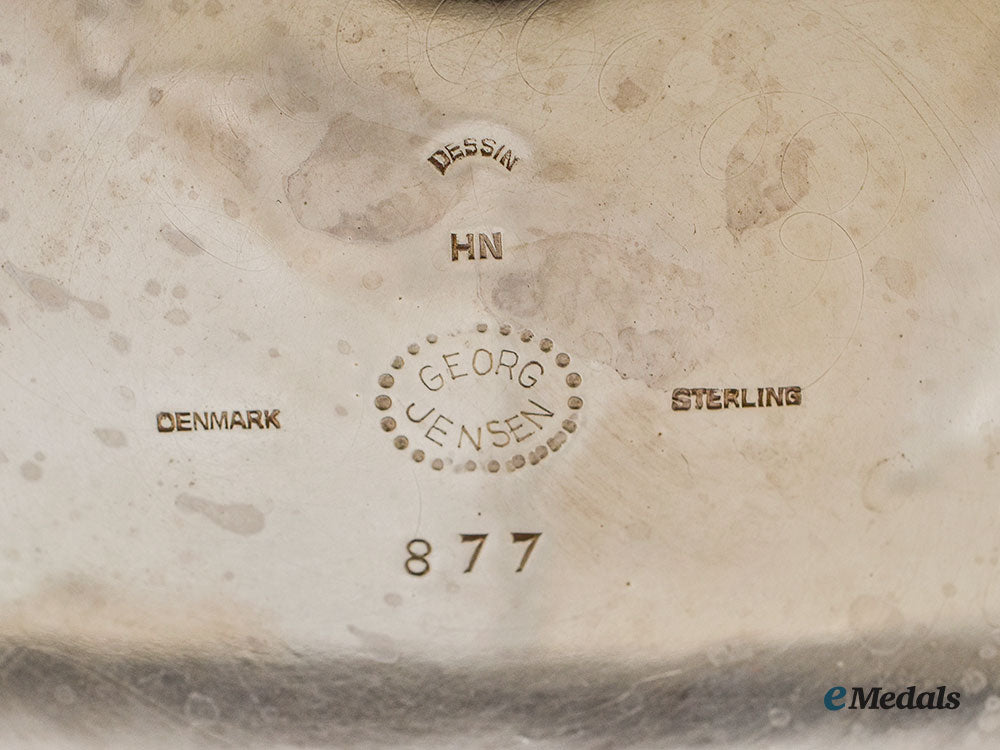 DESSIN
HN
GEORG
JENSEN
DENMARK
STERLING
877
eMedals